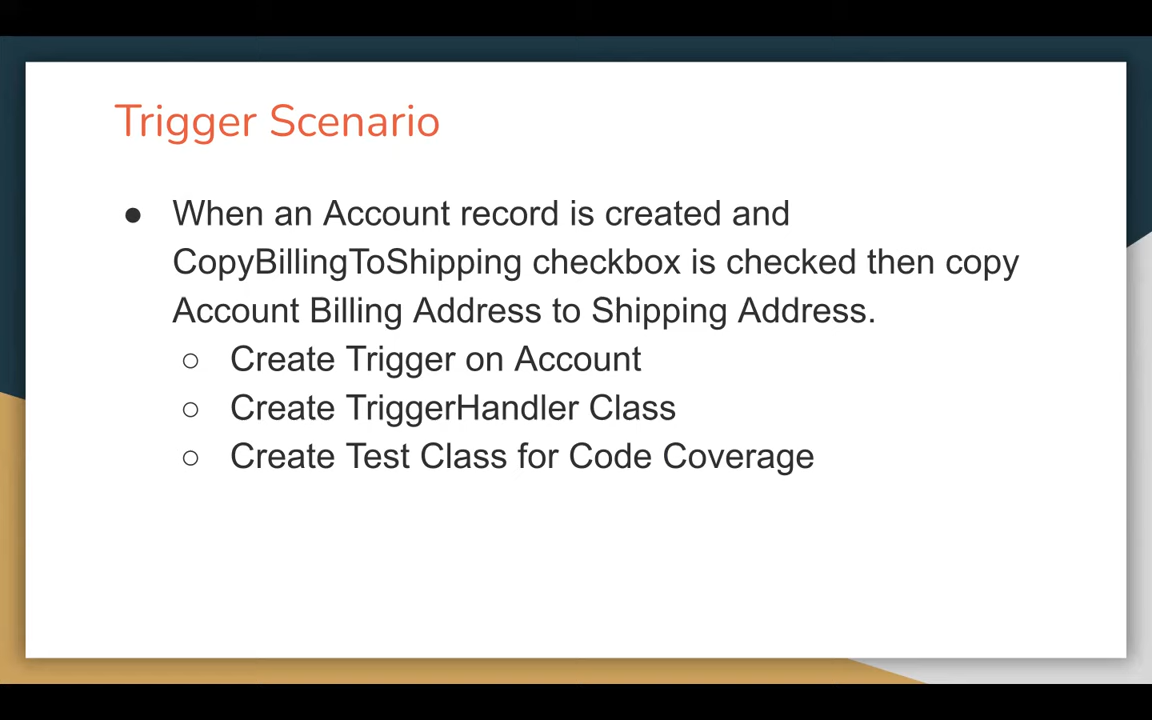 Trigger Scenario
● When an Account record is created and
CopyBillingToShipping checkbox is checked then copy
Account Billing Address to Shipping Address.
○ Create Trigger on Account
○ Create TriggerHandler Class
○ Create Test Class for Code Coverage